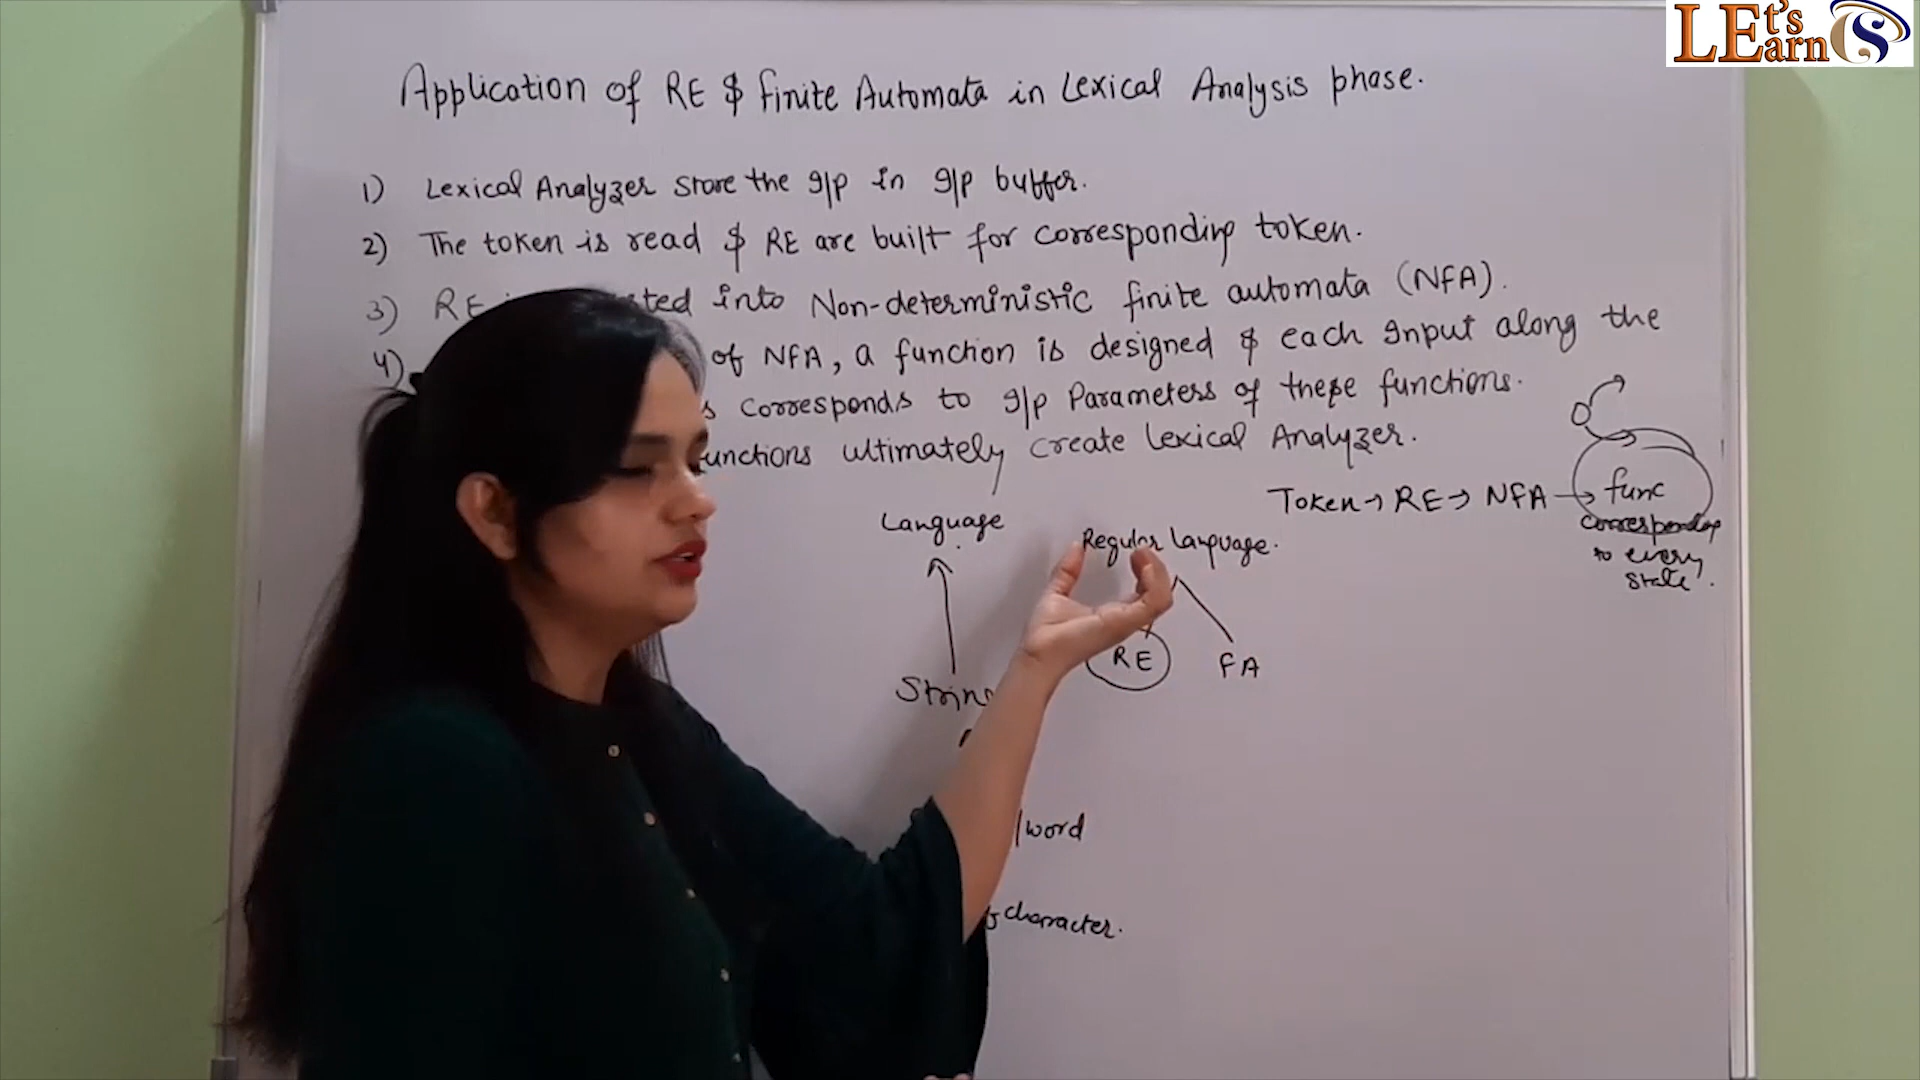 LEt's
LEarn CS
Application of RE & finite Automata in Lexical Analysis phase.
1) Lexical Analyzer store the I/p in I/p buffer.
2) The token is read & RE are built for corresponding token.
3) RE into Non-deterministic finite automata (NFA).
4) of NFA, a function is designed & each Input along the
corresponds to I/p Parameters of these functions.
functions ultimately create Lexical Analyzer.
Token → RE → NFA → func
corresponding
to every
state.
Language
Regular Language.
RE FA
String
/word
character.